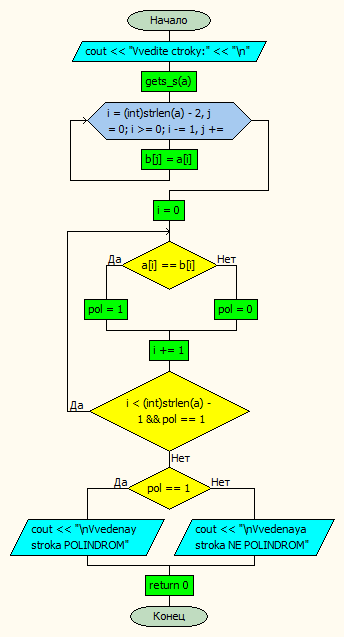 Начало
cout << "Vvedite ctroky:" << "\n"
gets_s(a)
i = (int)strlen(a) - 2, j
= 0; i >= 0; i -= 1, j +=
b[j] = a[i]
i = 0
Да
Нет
a[i] == b[i]
pol = 1
pol = 0
i += 1
i < (int)strlen(a) -
1 && pol == 1
Да
Нет
Да
Нет
pol == 1
cout << "\nVvedenay
stroka POLINDROM"
cout << "\nVvedenaya
stroka NE POLINDROM"
return 0
Конец